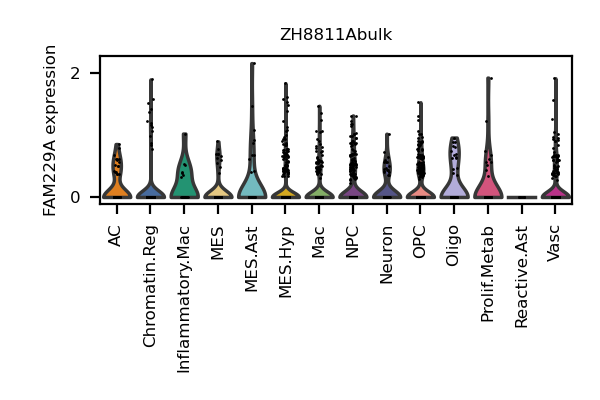 ZH8811Abulk
FAM229A expression
2
0
AC
Chromatin.Reg
Inflammatory.Mac
MES
MES.Ast
MES.Hyp
Mac
NPC
Neuron
OPC
Oligo
Prolif.Metab
Reactive.Ast
Vasc